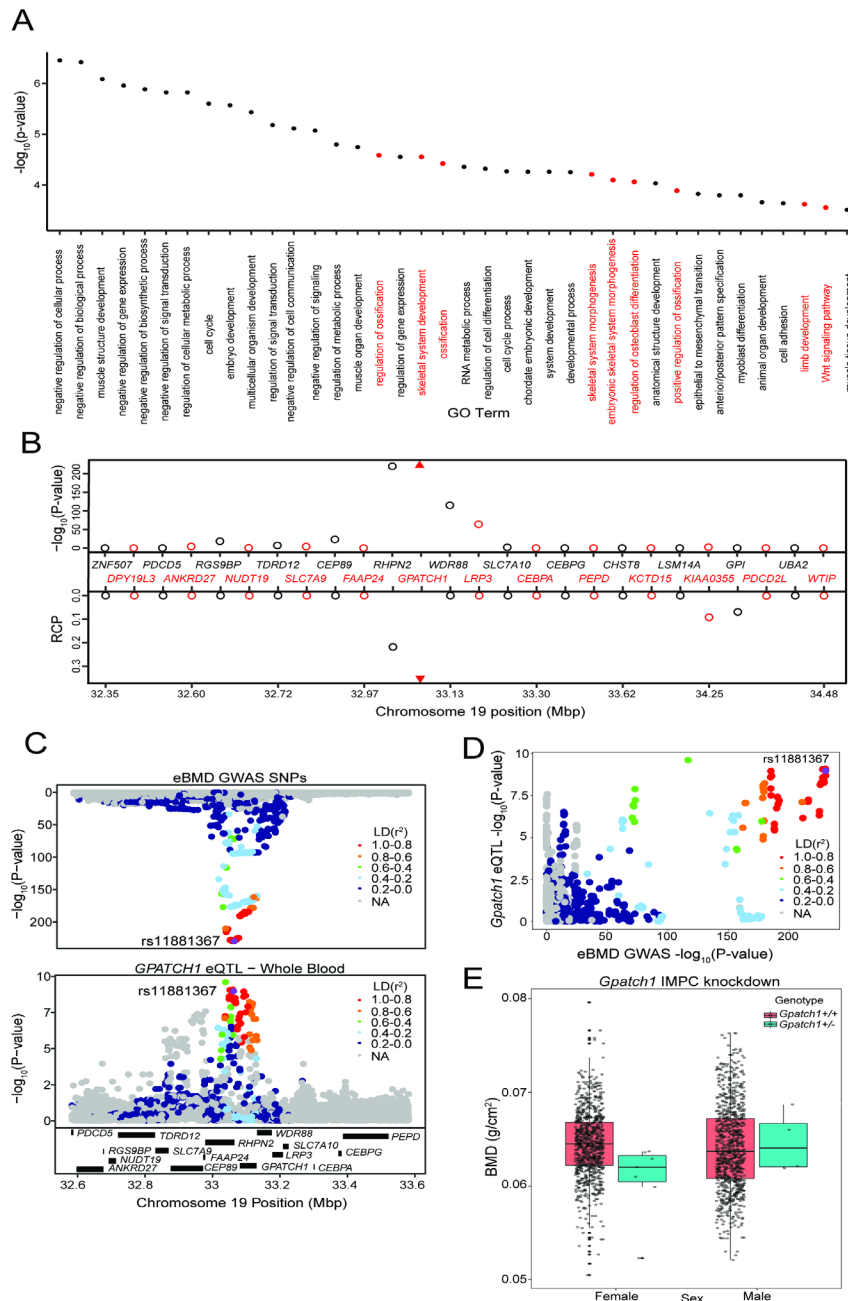 A
-log10(p-value)
6
5
4
negative regulation of cellular process
negative regulation of biological process
muscle structure development
negative regulation of gene expression
negative regulation of biosynthetic process
negative regulation of signal transduction
regulation of cellular metabolic process
cell cycle
embryo development
multicellular organism development
regulation of signal transduction
negative regulation of cell communication
negative regulation of signaling
regulation of metabolic process
muscle organ development
regulation of ossification
regulation of gene expression
skeletal system development
ossification
RNA metabolic process
regulation of cell differentiation
cell cycle process
chordate embryonic development
system development
developmental process
skeletal system morphogenesis
embryonic skeletal system morphogenesis
regulation of osteoblast differentiation
anatomical structure development
positive regulation of ossification
epithelial to mesenchymal transition
anterior/posterior pattern specification
myoblast differentiation
animal organ development
cell adhesion
limb development
Wnt signaling pathway
GO Term
B
−log10(P-value)
200
150
100
50
0
ZNF507 PDCD5 RGS9BP TDRD12 CEP89 RHPN2 WDR88 SLC7A10 CEBPG CHST8 LSM14A GPI UBA2
DPY19L3 ANKRD27 NUDT19 SLC7A9 FAAP24 GPATCH1 LRP3 CEBPA PEPD KCTD15 KIAA0355 PDCD2L WTIP
RCP
0.0
0.1
0.2
0.3
32.35 32.60 32.72 32.97 33.13 33.30 33.62 34.25 34.48
Chromosome 19 position (Mbp)
C
eBMD GWAS SNPs
−log10(P-value)
0
50
100
150
200
LD(r2)
1.0-0.8
0.8-0.6
0.6-0.4
0.4-0.2
0.2-0.0
NA
rs11881367
GPATCH1 eQTL − Whole Blood
−log10(P-value)
10
7
5
2
0
rs11881367
LD(r2)
1.0-0.8
0.8-0.6
0.6-0.4
0.4-0.2
0.2-0.0
NA
PDCD5 TDRD12 WDR88 PEPD
RGS9BP SLC7A9 RHPN2 SLC7A10
NUDT19 FAAP24 LRP3 CEBPG
ANKRD27 CEP89 GPATCH1 CEBPA
32.6 32.8 33 33.2 33.4 33.6
Chromosome 19 Position (Mbp)
D
Gpatch1 eQTL -log10(P-value)
10
7.5
5.0
2.5
0.0
rs11881367
LD(r2)
1.0-0.8
0.8-0.6
0.6-0.4
0.4-0.2
0.2-0.0
NA
0 50 100 150 200
eBMD GWAS -log10(P-value)
E
Gpatch1 IMPC knockdown
BMD (g/cm2)
0.08
0.07
0.06
0.05
Genotype
Gpatch1+/+
Gpatch1+/-
Female Male
Sex